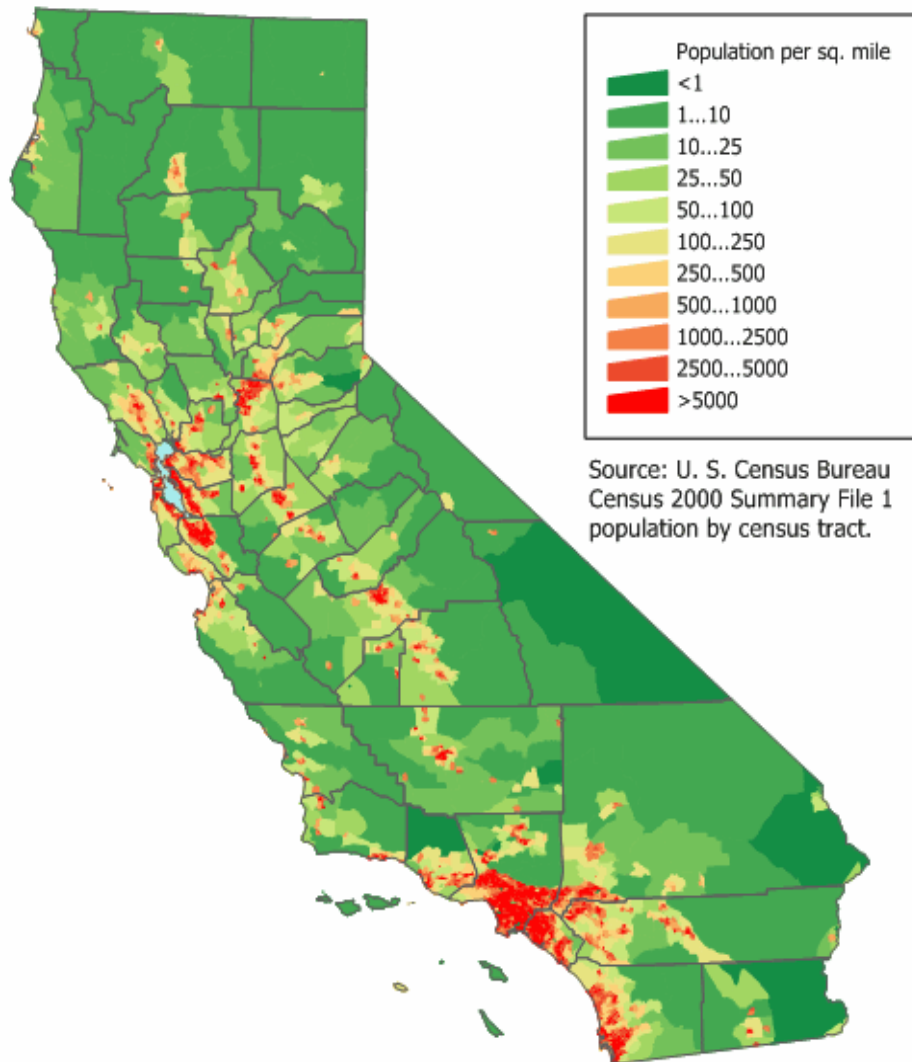 Population per sq. mile
<1
1...10
10...25
25...50
50...100
100...250
250...500
500...1000
1000...2500
2500...5000
>5000
Source: U. S. Census Bureau
Census 2000 Summary File 1
population by census tract.